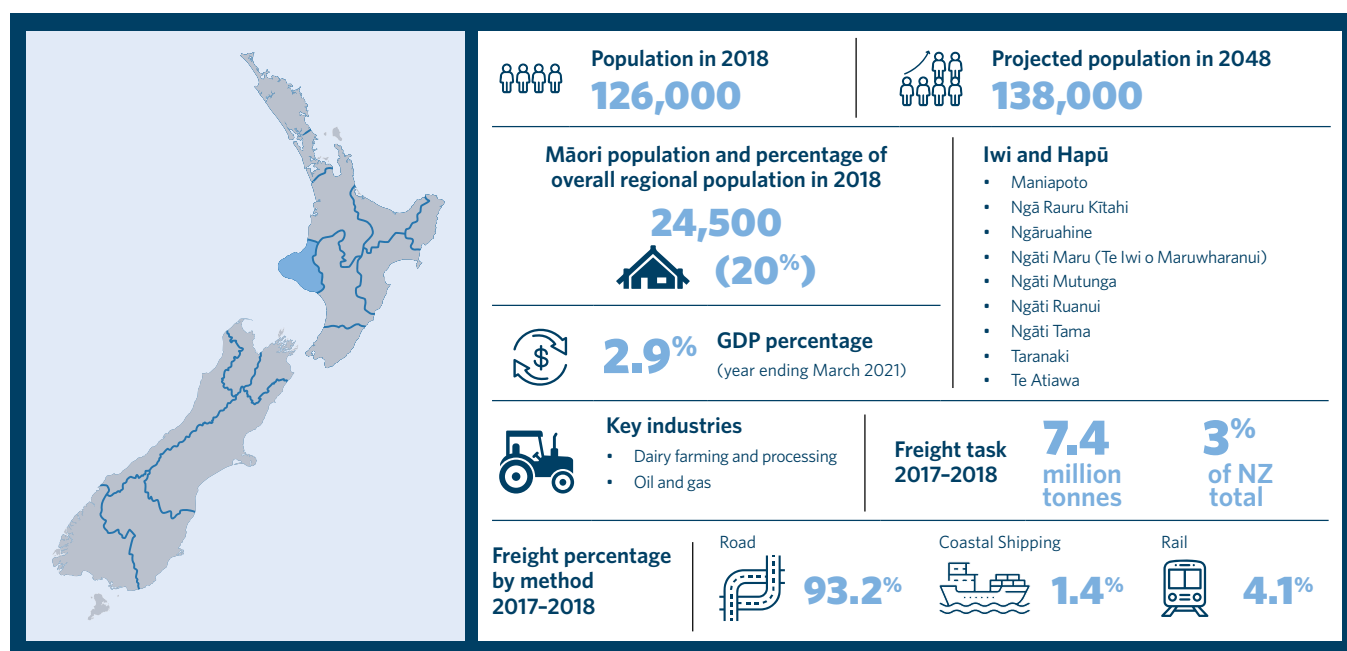 Population in 2018
126,000
Projected population in 2048
138,000
Māori population and percentage of
overall regional population in 2018
24,500
(20%)
Iwi and Hapū
• Maniapoto
• Ngā Rauru Kītahi
• Ngāruahine
• Ngāti Maru (Te Iwi o Maruwharanui)
• Ngāti Mutunga
• Ngāti Ruanui
• Ngāti Tama
• Taranaki
• Te Atiawa
$
2.9%
GDP percentage
(year ending March 2021)
Key industries
• Dairy farming and processing
• Oil and gas
Freight task
2017–2018
7.4
million
tonnes
3%
of NZ
total
Freight percentage
by method
2017–2018
Road
93.2%
Coastal Shipping
1.4%
Rail
4.1%